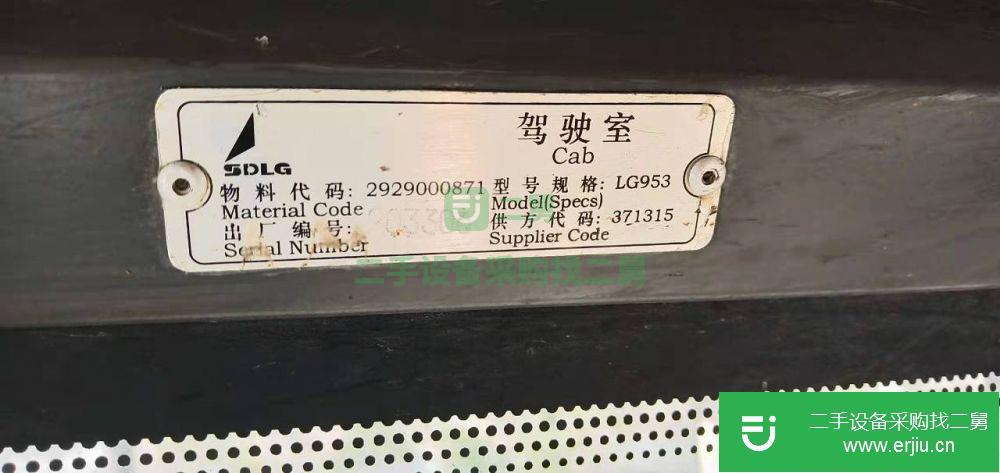 SDLG
驾驶室
Cab
物料代码: 2929000871 型号规格: LG953
Material Code Model(Specs)
出厂编号: 供方代码: 371315
Serial Number Supplier Code
二舅
二手设备采购找二舅
二手设备采购找二舅
www.erjiu.cn